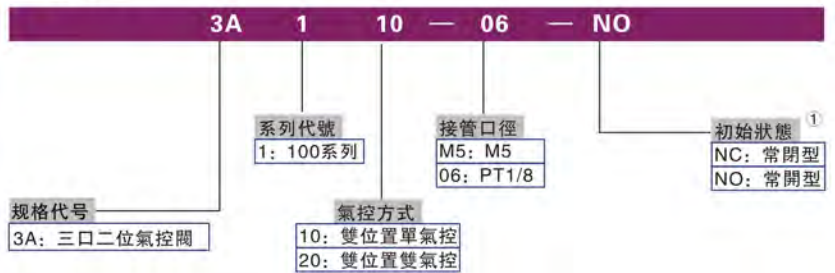 3A 1 10 — 06 — NO
系列代號
1：100系列
接管口徑
M5：M5
06：PT1/8
初始狀態 ①
NC：常閉型
NO：常開型
规格代号
3A：三口二位氣控閥
氣控方式
10：雙位置單氣控
20：雙位置雙氣控